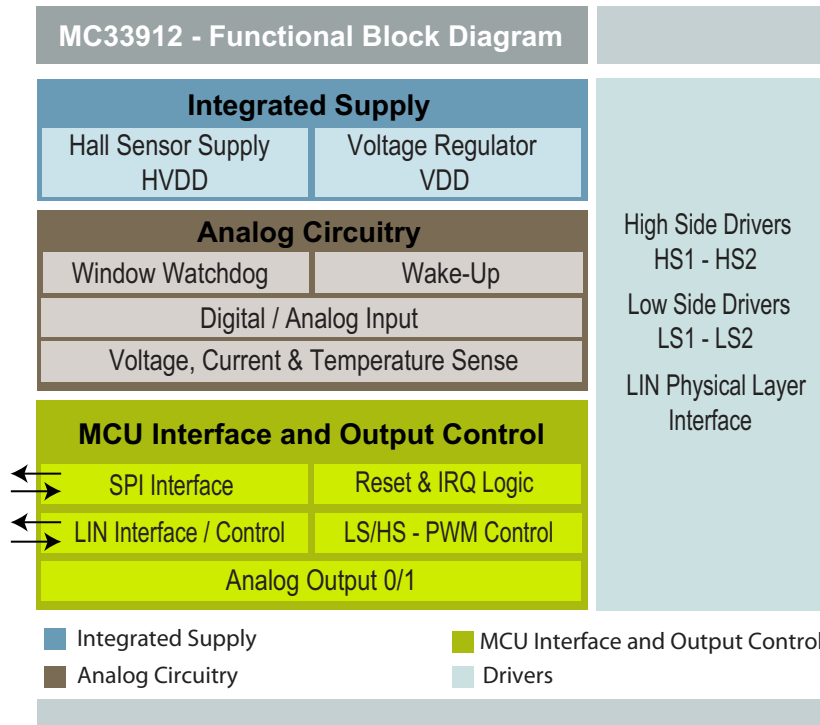 MC33912 - Functional Block Diagram
Integrated Supply
Hall Sensor Supply
HVDD
Voltage Regulator
VDD
Analog Circuitry
Window Watchdog
Wake-Up
Digital / Analog Input
Voltage, Current & Temperature Sense
MCU Interface and Output Control
SPI Interface
Reset & IRQ Logic
LIN Interface / Control
LS/HS - PWM Control
Analog Output 0/1
High Side Drivers
HS1 - HS2
Low Side Drivers
LS1 - LS2
LIN Physical Layer
Interface
Integrated Supply
MCU Interface and Output Control
Analog Circuitry
Drivers